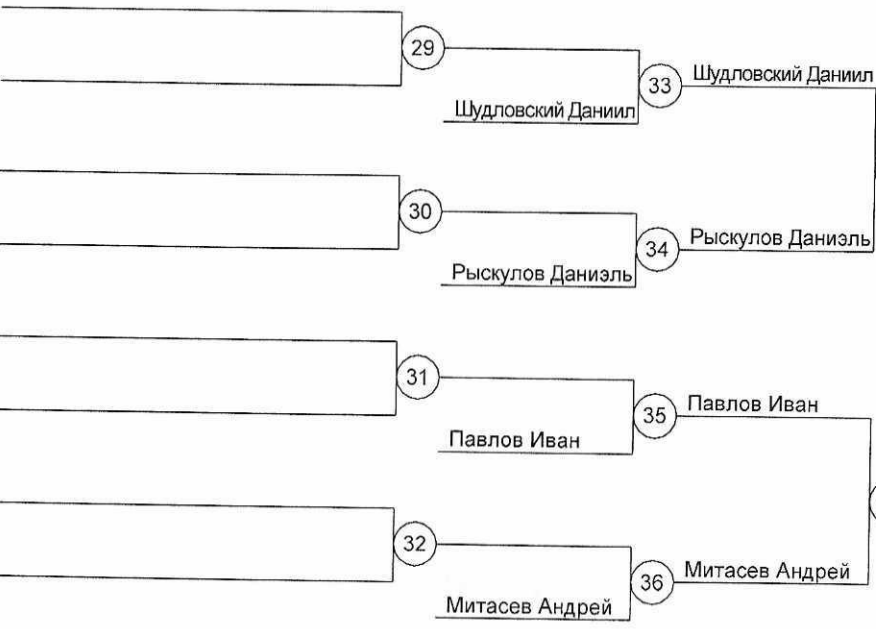 29
33
Шудловский Даниил
Шудловский Даниил
30
34
Рыскулов Даниэль
Рыскулов Даниэль
31
35
Павлов Иван
Павлов Иван
32
36
Митасев Андрей
Митасев Андрей